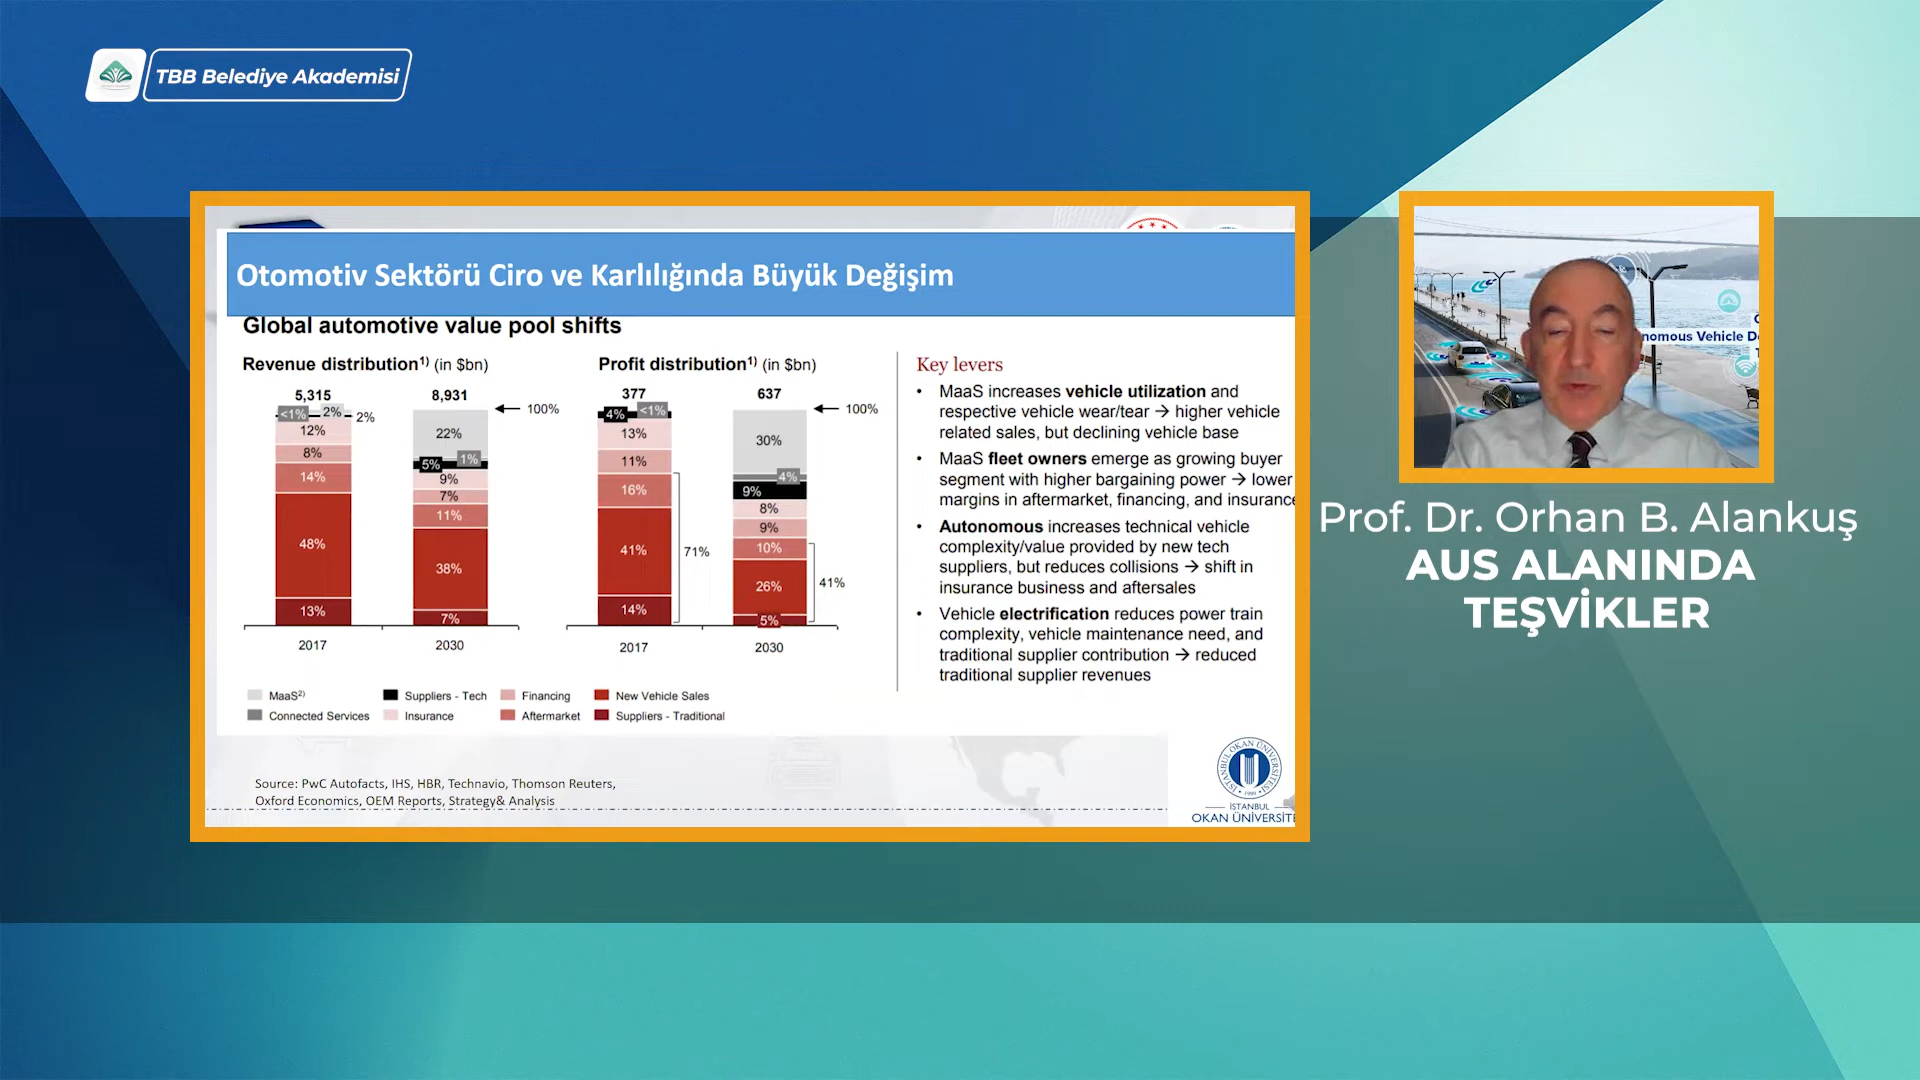 TBB Belediye Akademisi
Otomotiv Sektörü Ciro ve Karlılığında Büyük Değişim
Global automotive value pool shifts
Revenue distribution1) (in $bn)
5,315
8,931
100%
<1%
2%
2%
12%
8%
14%
48%
13%
22%
1%
5%
9%
7%
11%
38%
7%
2017
2030
Profit distribution1) (in $bn)
377
637
100%
4%
<1%
13%
11%
16%
41%
14%
71%
30%
4%
9%
8%
9%
10%
26%
5%
41%
2017
2030
MaaS2)
Suppliers - Tech
Financing
New Vehicle Sales
Connected Services
Insurance
Aftermarket
Suppliers - Traditional
Key levers
• MaaS increases vehicle utilization and
respective vehicle wear/tear → higher vehicle
related sales, but declining vehicle base
• MaaS fleet owners emerge as growing buyer
segment with higher bargaining power → lower
margins in aftermarket, financing, and insurance
• Autonomous increases technical vehicle
complexity/value provided by new tech
suppliers, but reduces collisions → shift in
insurance business and aftersales
• Vehicle electrification reduces power train
complexity, vehicle maintenance need, and
traditional supplier contribution → reduced
traditional supplier revenues
Source: PwC Autofacts, IHS, HBR, Technavio, Thomson Reuters,
Oxford Economics, OEM Reports, Strategy& Analysis
İSTANBUL OKAN ÜNİVERSİTESİ
1999
İSTANBUL
OKAN ÜNİVERSİTE
nomous Vehicle D
Prof. Dr. Orhan B. Alankuş
AUS ALANINDA
TEŞVİKLER